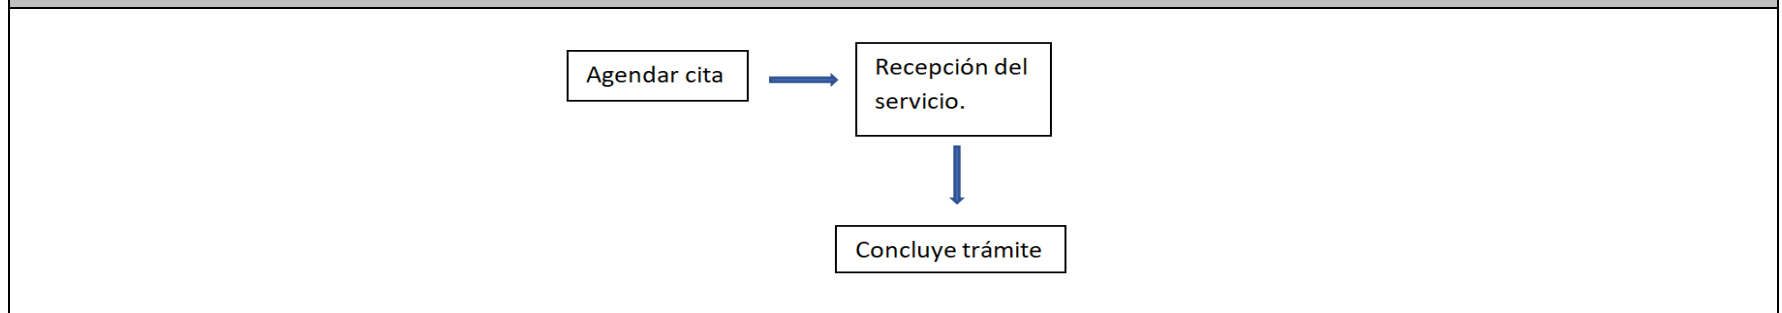 Agendar cita
Recepción del
servicio.
Concluye trámite